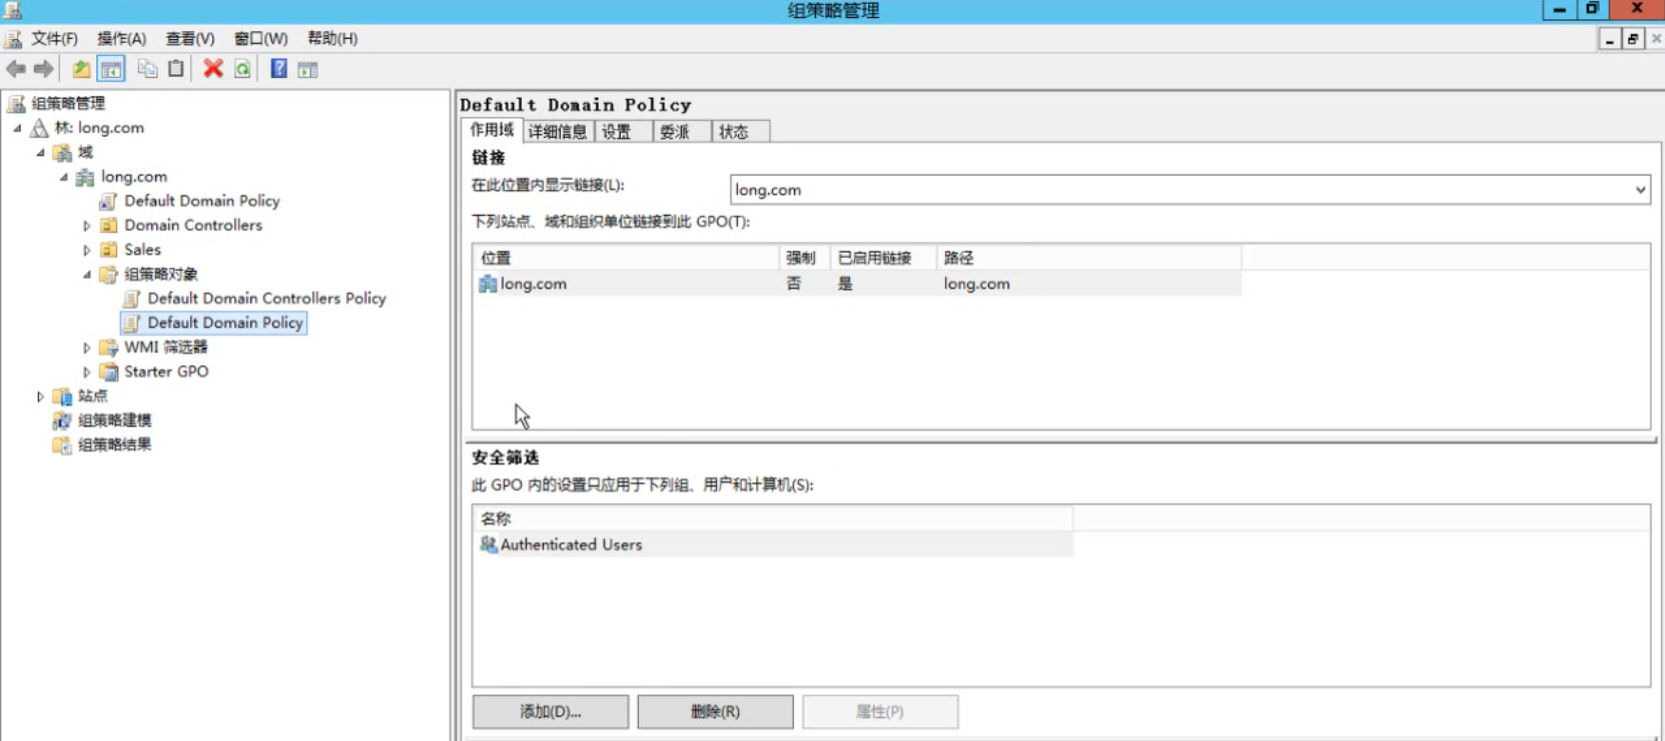 组策略管理
文件(F) 操作(A) 查看(V) 窗口(W) 帮助(H)
组策略管理
林: long.com
域
long.com
Default Domain Policy
Domain Controllers
Sales
组策略对象
Default Domain Controllers Policy
Default Domain Policy
WMI 筛选器
Starter GPO
站点
组策略建模
组策略结果
Default Domain Policy
作用域 详细信息 设置 委派 状态
链接
在此位置内显示链接(L): long.com
下列站点、域和组织单位链接到此 GPO(T):
位置 强制 已启用链接 路径
long.com 否 是 long.com
安全筛选
此 GPO 内的设置只应用于下列组、用户和计算机(S):
名称
Authenticated Users
添加(D)... 删除(R) 属性(P)